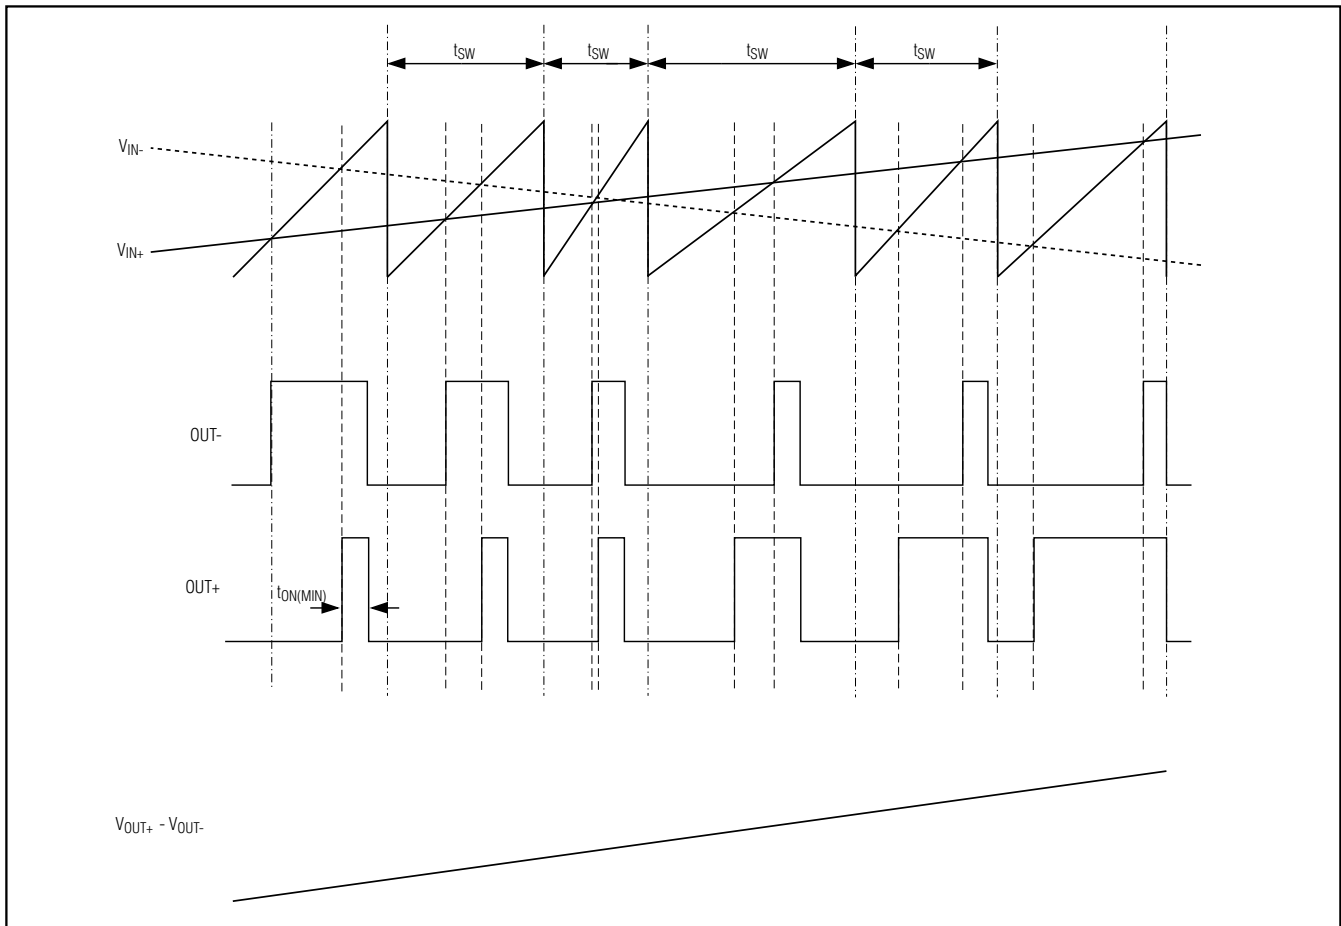 tSW tSW tSW tSW
VIN-
VIN+
OUT-
OUT+
tON(MIN)
VOUT+ - VOUT-